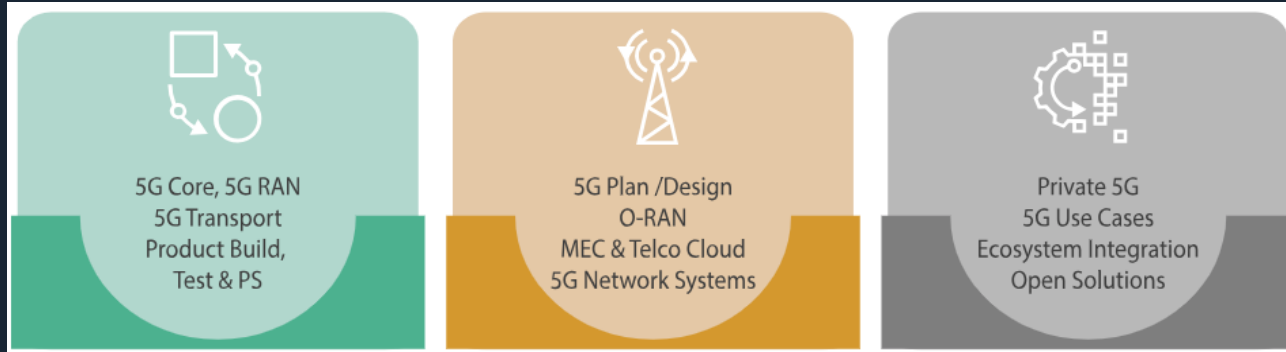 5G Core, 5G RAN
5G Transport
Product Build,
Test & PS
5G Plan /Design
O-RAN
MEC & Telco Cloud
5G Network Systems
Private 5G
5G Use Cases
Ecosystem Integration
Open Solutions